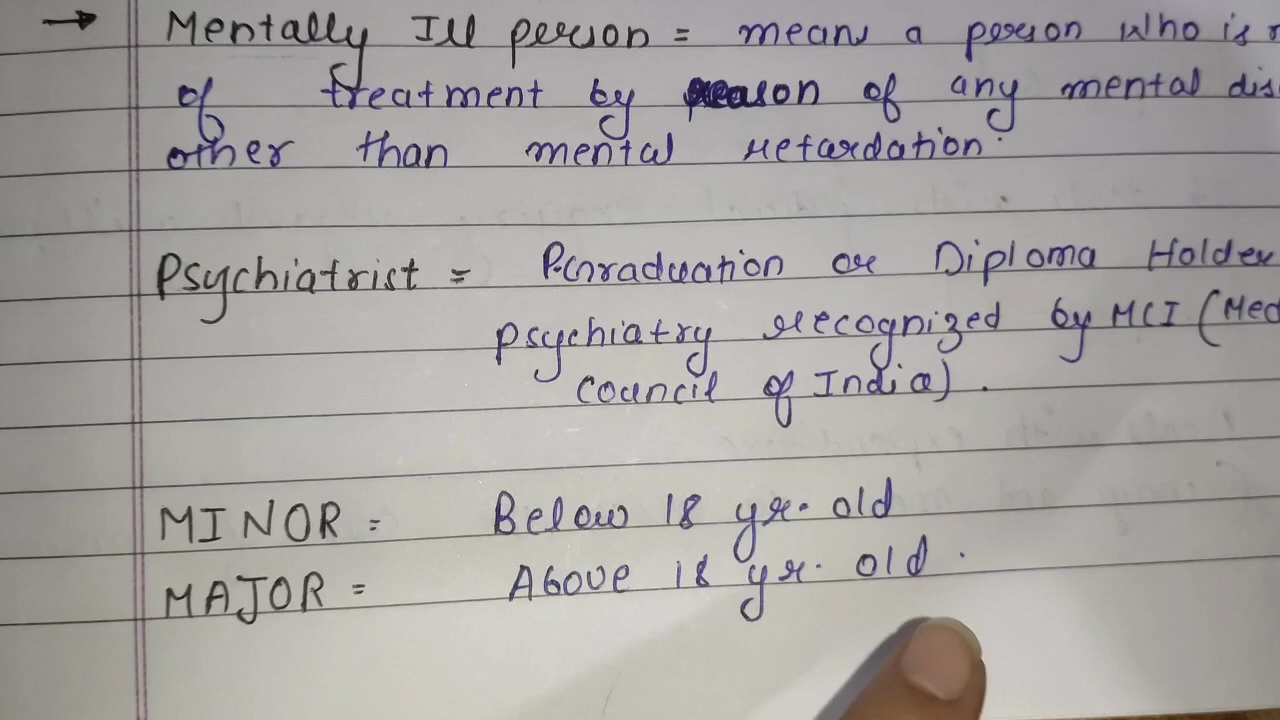 → Mentally Ill person = means a person who is
of treatment by reason of any mental dis
other than mental retardation.
Psychiatrist = P.Graduation or Diploma Holder
psychiatry recognized by MCI (Med
council of India).
MINOR = Below 18 yr. old
MAJOR = Above 18 yr. old.